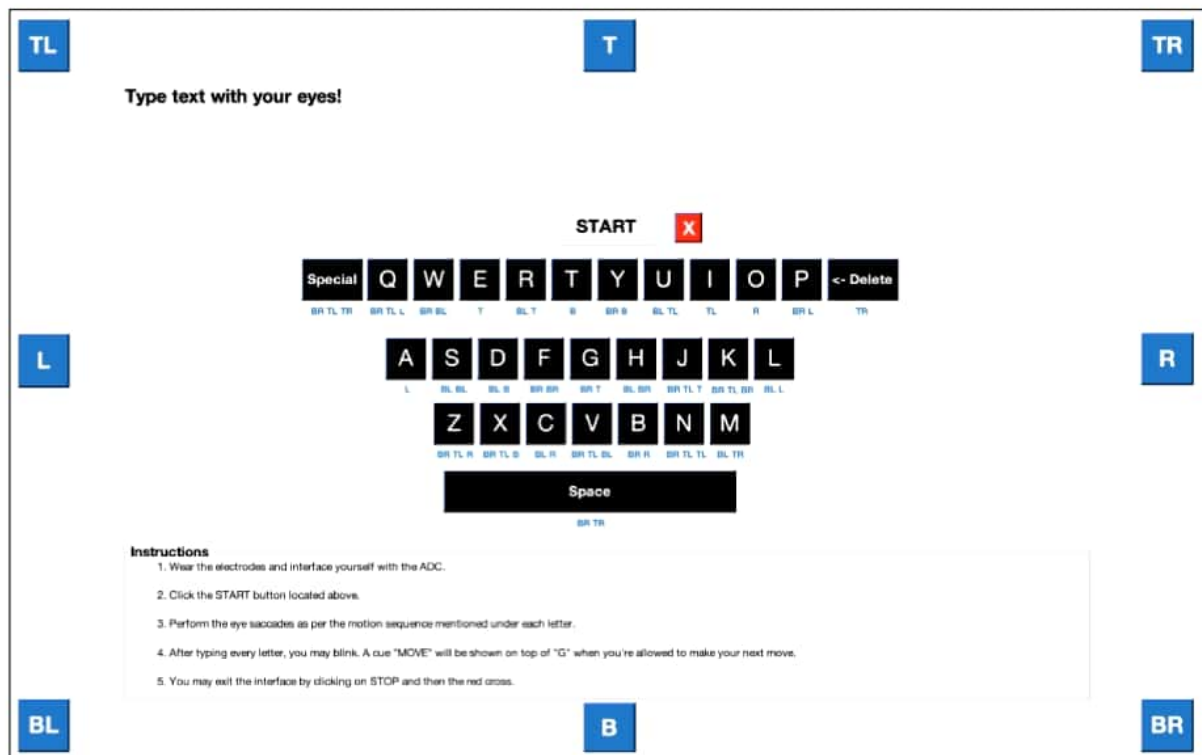 TL T TR
Type text with your eyes!
START X
Special Q W E R T Y U I O P <- Delete
BR TL TR BR TL L BR BL T BL T B BR B BL TL TL R BR L TR
L A S D F G H J K L R
L BL BL BL B BR BR BR T BL BR BR TL T BR TL BR BL L
Z X C V B N M
BR TL R BR TL B BL R BR TL BL BR R BR TL TL BL TR
Space
BR TR
Instructions
1. Wear the electrodes and interface yourself with the ADC.
2. Click the START button located above.
3. Perform the eye saccades as per the motion sequence mentioned under each letter.
4. After typing every letter, you may blink. A cue "MOVE" will be shown on top of "G" when you're allowed to make your next move.
5. You may exit the interface by clicking on STOP and then the red cross.
BL B BR